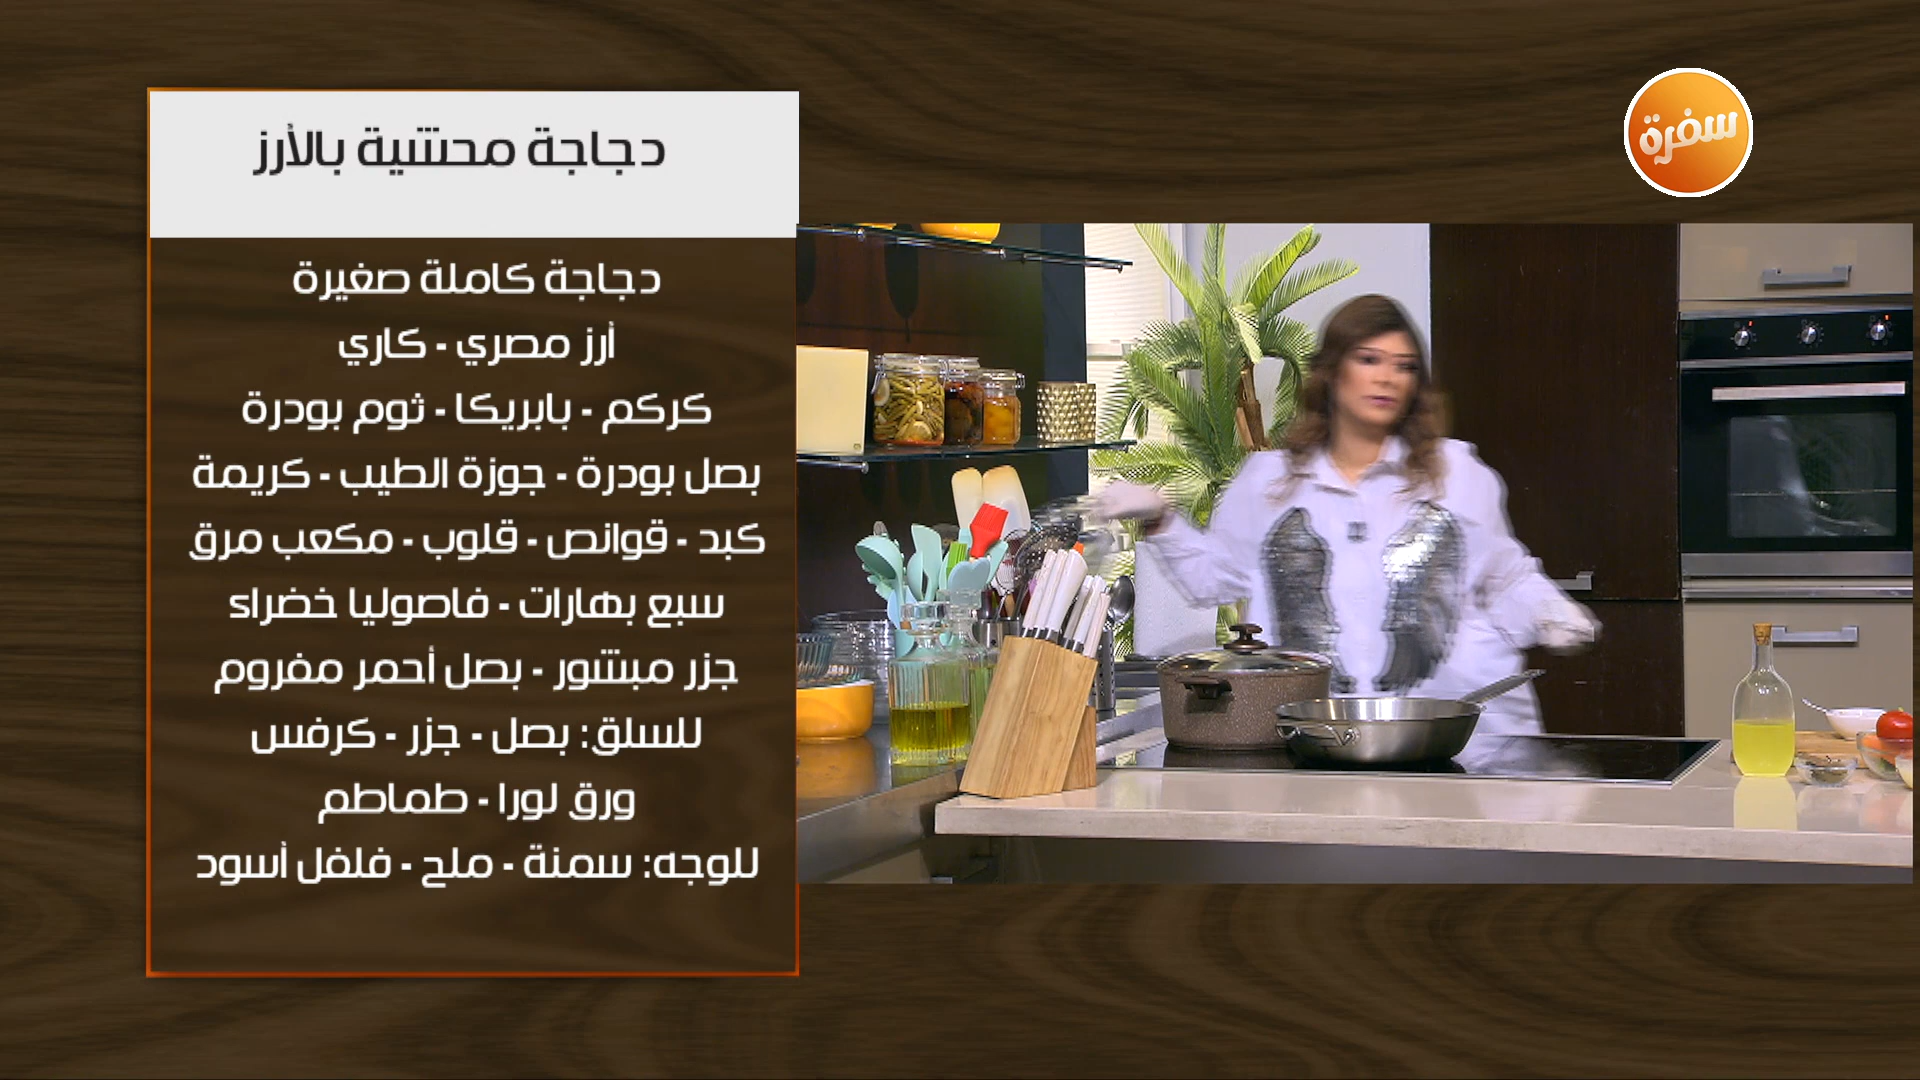 دجاجة محشية بالأرز
سفرة
دجاجة كاملة صغيرة
أرز مصري - كاري
كركم - بابريكا - ثوم بودرة
بصل بودرة - جوزة الطيب - كريمة
كبد - قوانص - قلوب - مكعب مرق
سبع بهارات - فاصوليا خضراء
جزر مبشور - بصل أحمر مفروم
للسلق: بصل - جزر - كرفس
ورق لورا - طماطم
للوجه: سمنة - ملح - فلفل أسود